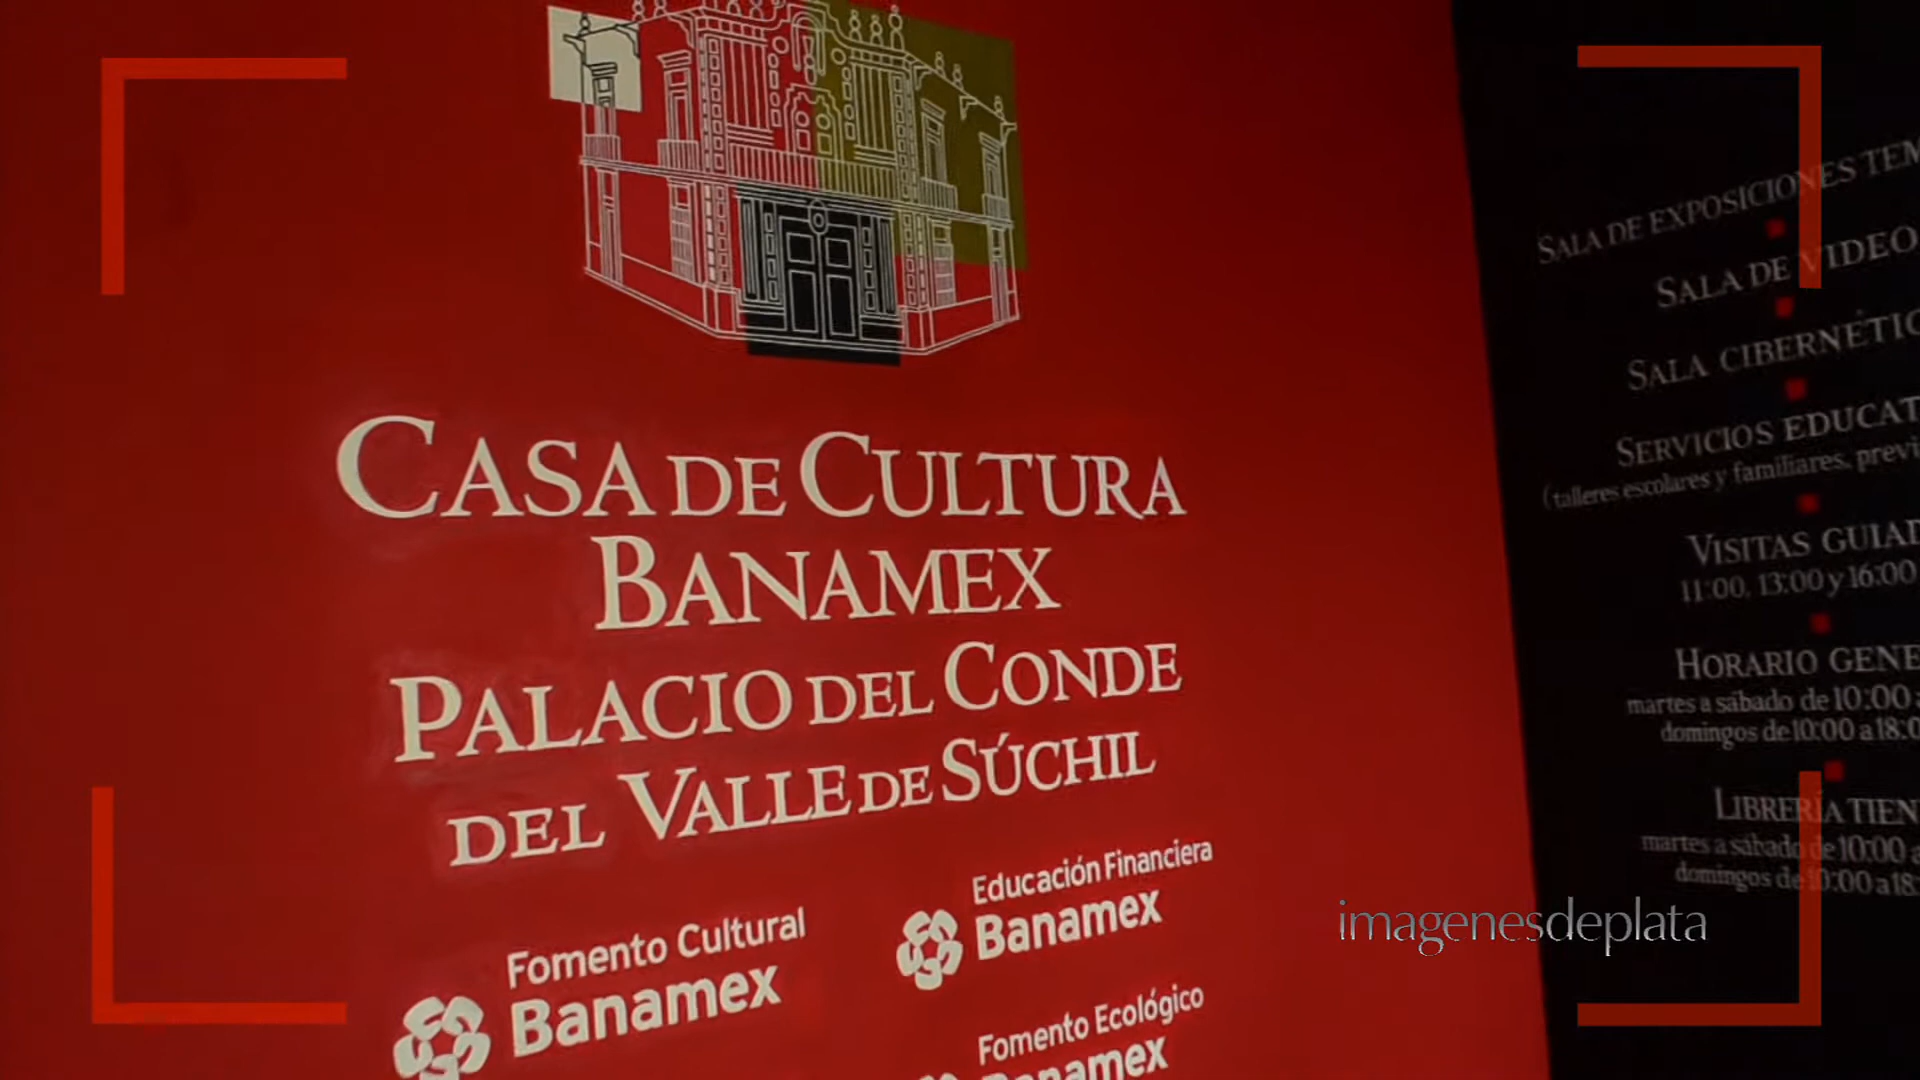 CASA DE CULTURA
BANAMEX
PALACIO DEL CONDE
DEL VALLE DE SÚCHIL
Fomento Cultural
Banamex
Educación Financiera
Banamex
Fomento Ecológico
SALA DE EXPOSICIONES
SALA DE VIDEO
SALA
SERVICIOS
(talleres escolares y familiares,
VISITAS
11:00, 13:00 y 16:00
HORARIO
martes a sábado de 10:00
domingos de 10:00 a 18:
LIBRERÍA
martes a sábado de 10:00
domingos de 10:00 a 18:
imagenesdeplata